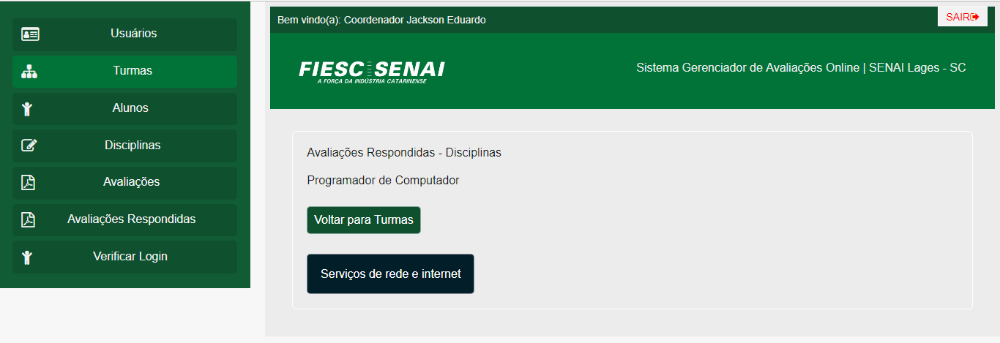 Usuários
Turmas
Alunos
Disciplinas
Avaliações
Avaliações Respondidas
Verificar Login
Bem vindo(a): Coordenador Jackson Eduardo
SAIR
FIESC SENAI
A FORÇA DA INDÚSTRIA CATARINENSE
Sistema Gerenciador de Avaliações Online | SENAI Lages - SC
Avaliações Respondidas - Disciplinas
Programador de Computador
Voltar para Turmas
Serviços de rede e internet